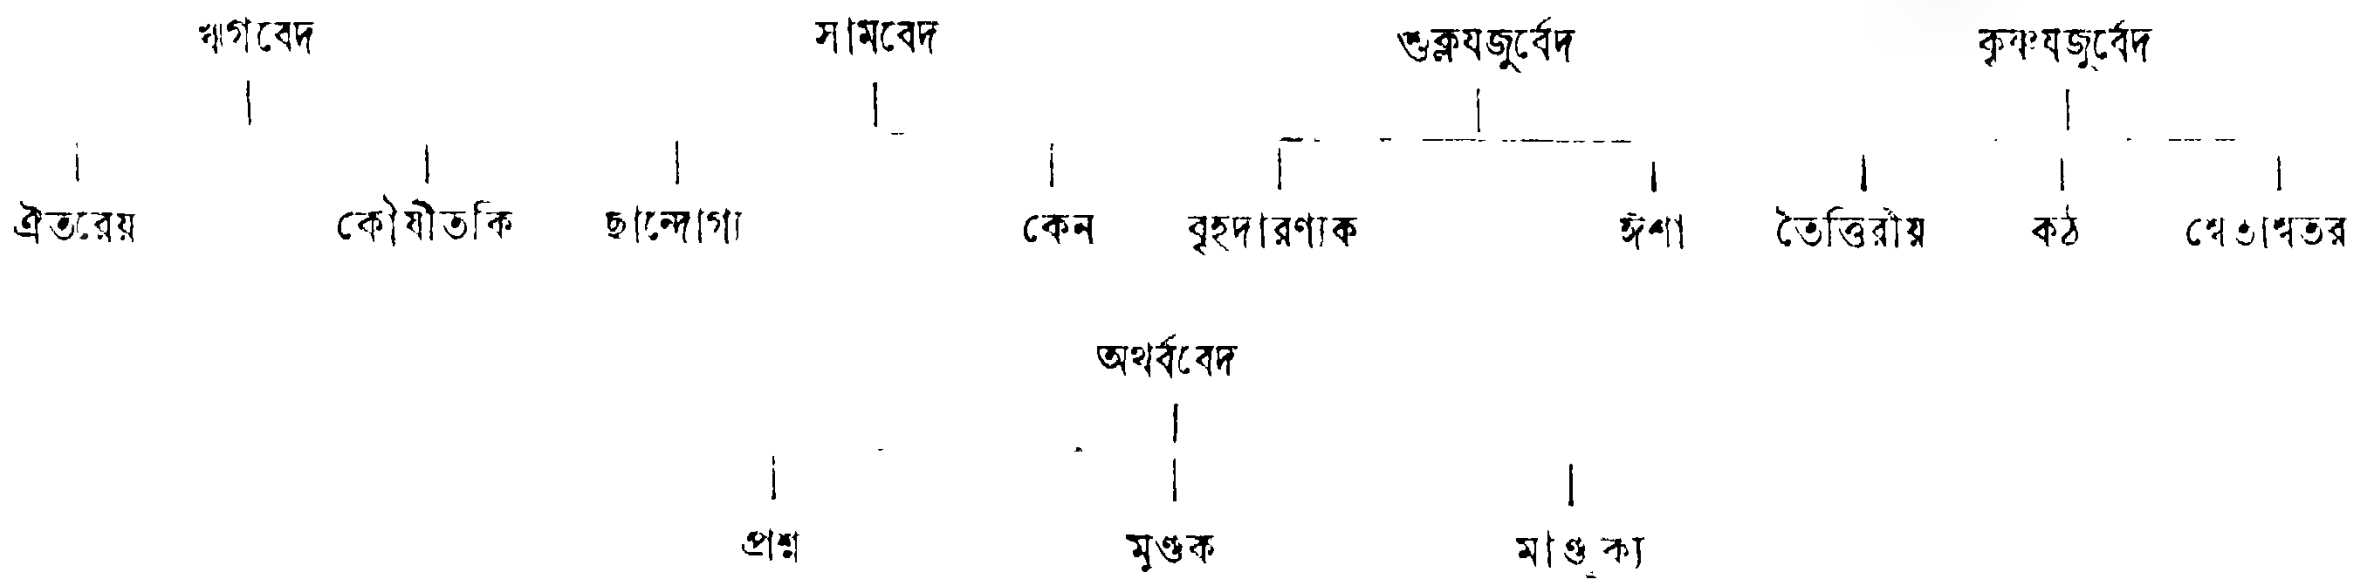 ঋগবেদ সামবেদ শুক্লযজুর্বেদ কৃষ্ণযজুর্বেদ
ঐতরেয় কৌষীতকি ছান্দোগ্য কেন বৃহদারণ্যক ঈশা তৈত্তিরীয় কঠ শ্বেতাশ্বতর
অথর্ববেদ
প্রশ্ন মুণ্ডক মাণ্ডুক্য